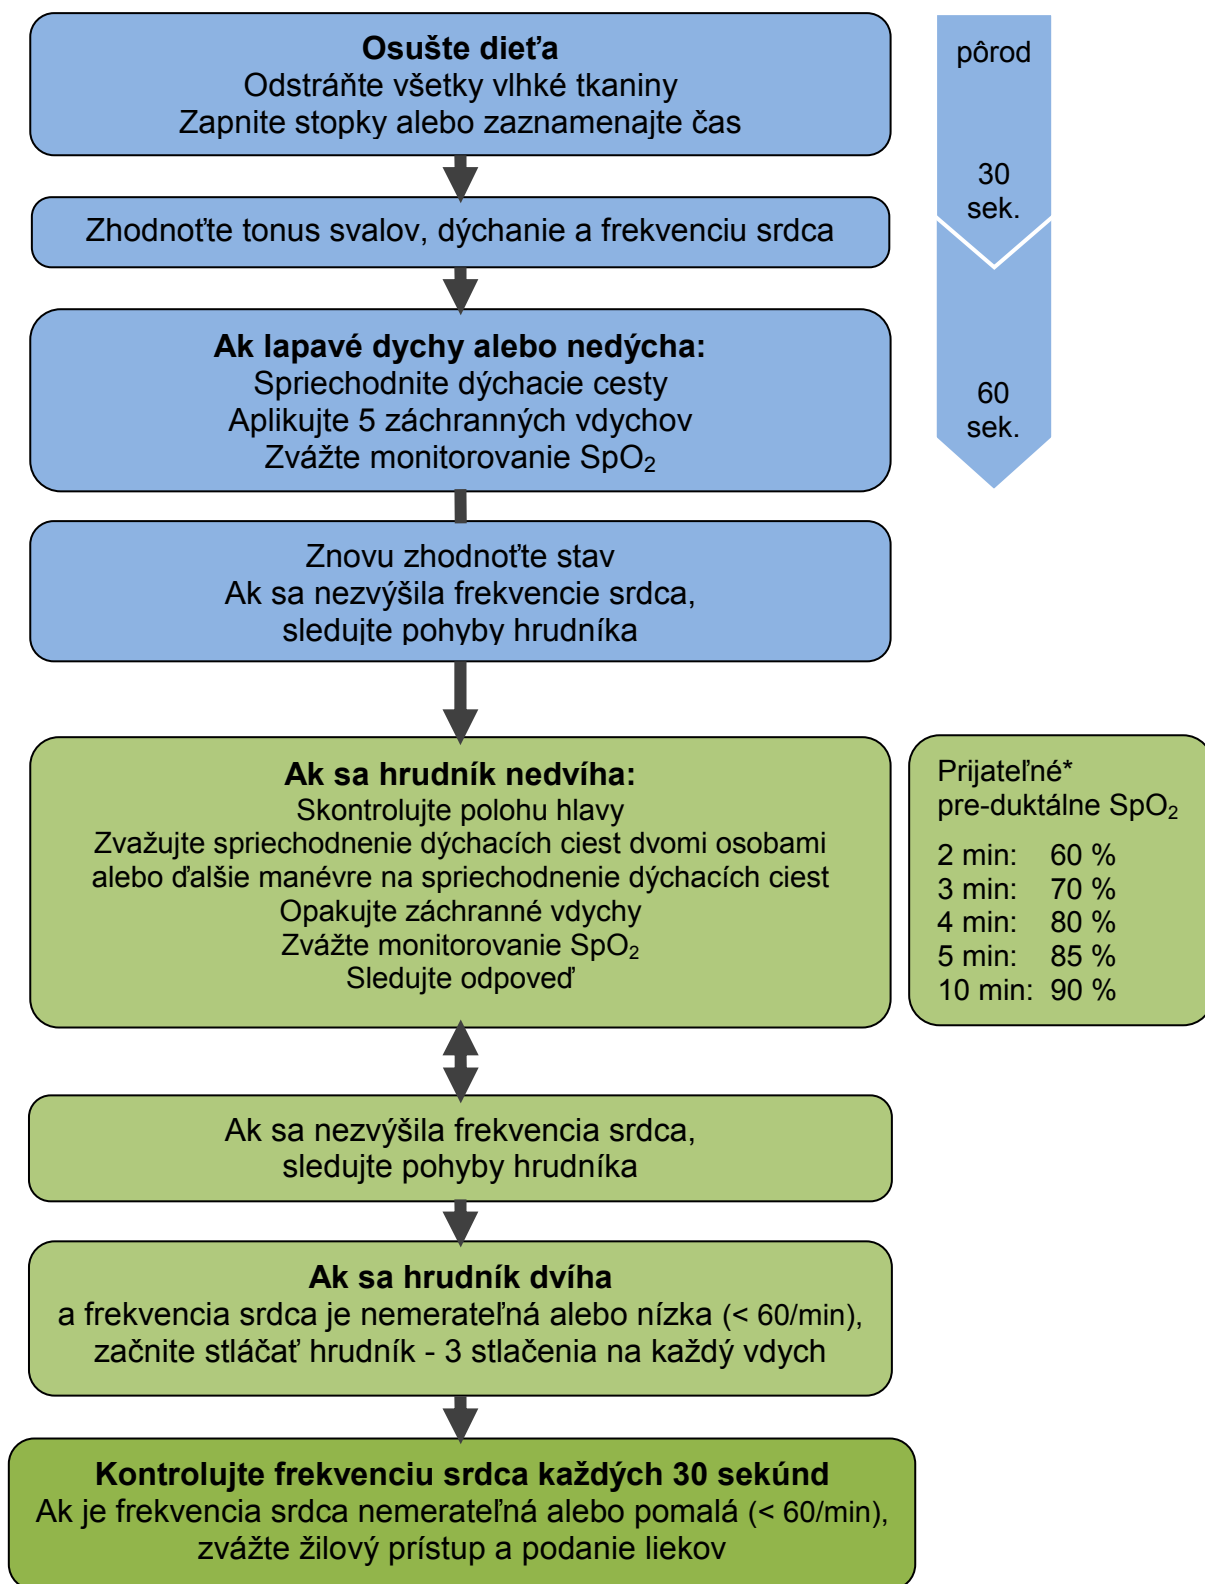 Osušte dieťa
Odstráňte všetky vlhké tkaniny
Zapnite stopky alebo zaznamenajte čas
pôrod
30
sek.
Zhodnoťte tonus svalov, dýchanie a frekvenciu srdca
Ak lapavé dychy alebo nedýcha:
Spriechodnite dýchacie cesty
Aplikujte 5 záchranných vdychov
Zvážte monitorovanie SpO₂
60
sek.
Znovu zhodnoťte stav
Ak sa nezvýšila frekvencie srdca,
sledujte pohyby hrudníka
Ak sa hrudník nedvíha:
Skontrolujte polohu hlavy
Zvažujte spriechodnenie dýchacích ciest dvomi osobami
alebo ďalšie manévre na spriechodnenie dýchacích ciest
Opakujte záchranné vdychy
Zvážte monitorovanie SpO₂
Sledujte odpoveď
Prijateľné*
pre-duktálne SpO₂
2 min: 60 %
3 min: 70 %
4 min: 80 %
5 min: 85 %
10 min: 90 %
Ak sa nezvýšila frekvencia srdca,
sledujte pohyby hrudníka
Ak sa hrudník dvíha
a frekvencia srdca je nemerateľná alebo nízka (< 60/min),
začnite stláčať hrudník - 3 stlačenia na každý vdych
Kontrolujte frekvenciu srdca každých 30 sekúnd
Ak je frekvencia srdca nemerateľná alebo pomalá (< 60/min),
zvážte žilový prístup a podanie liekov